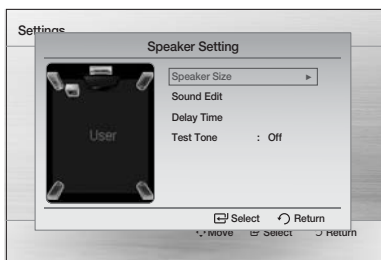 Settings
Speaker Setting
Speaker Size ►
Sound Edit
Delay Time
Test Tone : Off
User
Select Return
Move Select Return